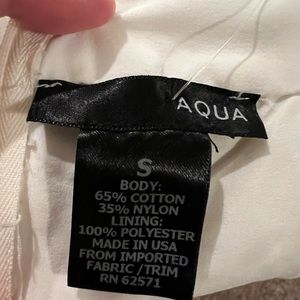 AQUA
S
BODY:
65% COTTON
35% NYLON
LINING:
100% POLYESTER
MADE IN USA
FROM IMPORTED
FABRIC/TRIM
RN 62571